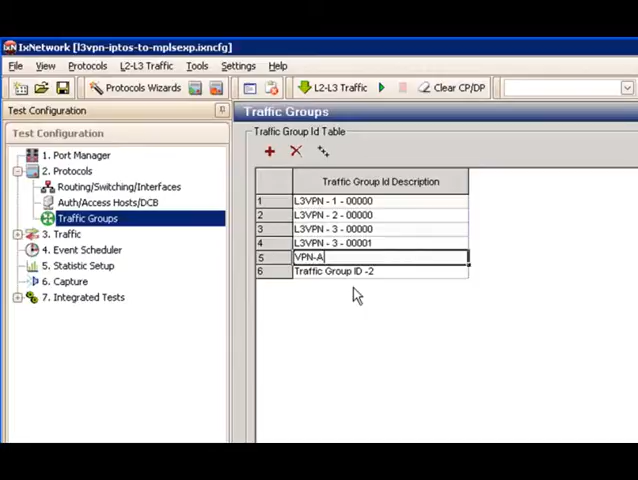 IxNetwork [l3vpn-iptos-to-mplsexp.ixncfg]
File View Protocols L2-L3 Traffic Tools Settings Help
Protocols Wizards L2-L3 Traffic Clear CP/DP
Test Configuration
Test Configuration
1. Port Manager
2. Protocols
Routing/Switching/Interfaces
Auth/Access Hosts/DCB
Traffic Groups
3. Traffic
4. Event Scheduler
5. Statistic Setup
6. Capture
7. Integrated Tests
Traffic Groups
Traffic Group Id Table
Traffic Group Id Description
1 L3VPN - 1 - 00000
2 L3VPN - 2 - 00000
3 L3VPN - 3 - 00000
4 L3VPN - 3 - 00001
5 VPN-A
6 Traffic Group ID -2